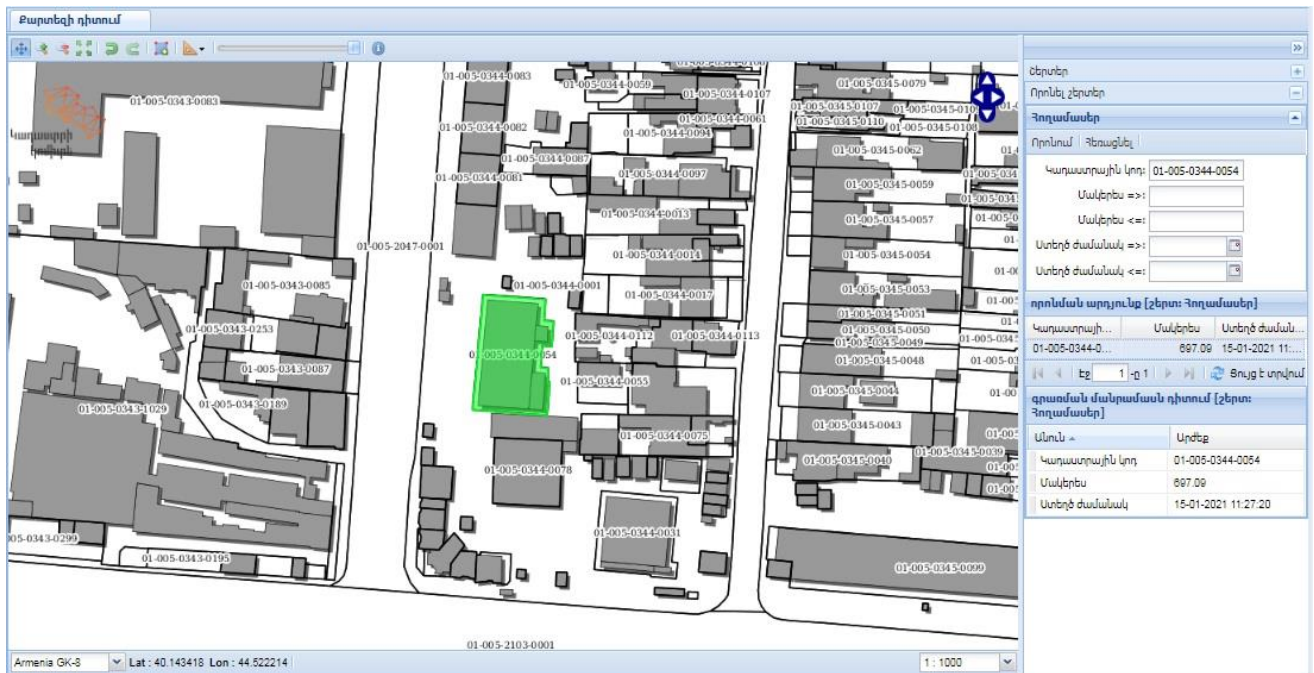 Քարտեզի դիտում
Շերտեր
Որոնել շերտեր
Հողամասեր
Որոնում Հեռացնել
Կադաստրային կոդ: 01-005-0344-0054
Մակերես =>:
Մակերես <=:
Ստեղծ ժամանակ =>:
Ստեղծ ժամանակ <=:
որոնման արդյունք [շերտ: Հողամասեր]
Կադաստրայի... Մակերես Ստեղծ ժաման...
01-005-0344-0... 697.09 15-01-2021 11:...
Էջ 1 -ը 1 Ցույց է տրվում
գրառման մանրամասն դիտում [շերտ:
Հողամասեր]
Անուն Արժեք
Կադաստրային կոդ 01-005-0344-0054
Մակերես 697.09
Ստեղծ ժամանակ 15-01-2021 11:27:20
Կադաստրի
կոմիտե
01-005-0343-0083
01-005-0344-0083
01-005-0344-0059
01-005-0344-0107
01-005-0344-0061
01-005-0344-0082
01-005-0344-0094
01-005-0344-0087
01-005-0344-0081
01-005-0344-0097
01-005-0344-0013
01-005-2047-0001
01-005-0344-0014
01-005-0344-0001
01-005-0344-0017
01-005-0343-0085
01-005-0343-0253
01-005-0344-0112
01-005-0344-0113
01-005-0344-0054
01-005-0343-0087
01-005-0344-0055
01-005-0343-0189
01-005-0343-1029
01-005-0344-0075
01-005-0344-0078
01-005-0344-0031
01-005-0343-0195
01-005-0345-0079
01-005-0345-0107
01-005-0345-0110
01-005-0345-0108
01-005-0345-0062
01-005-0345-0059
01-005-0345-0057
01-005-0345-0054
01-005-0345-0053
01-005-0345-0051
01-005-0345-0050
01-005-0345-0049
01-005-0345-0048
01-005-0345-0044
01-005-0345-0043
01-005-0345-0040
01-005-0345-0039
01-005-0345-0099
01-005-2103-0001
Armenia GK-8 Lat : 40.143418 Lon : 44.522214 1 : 1000